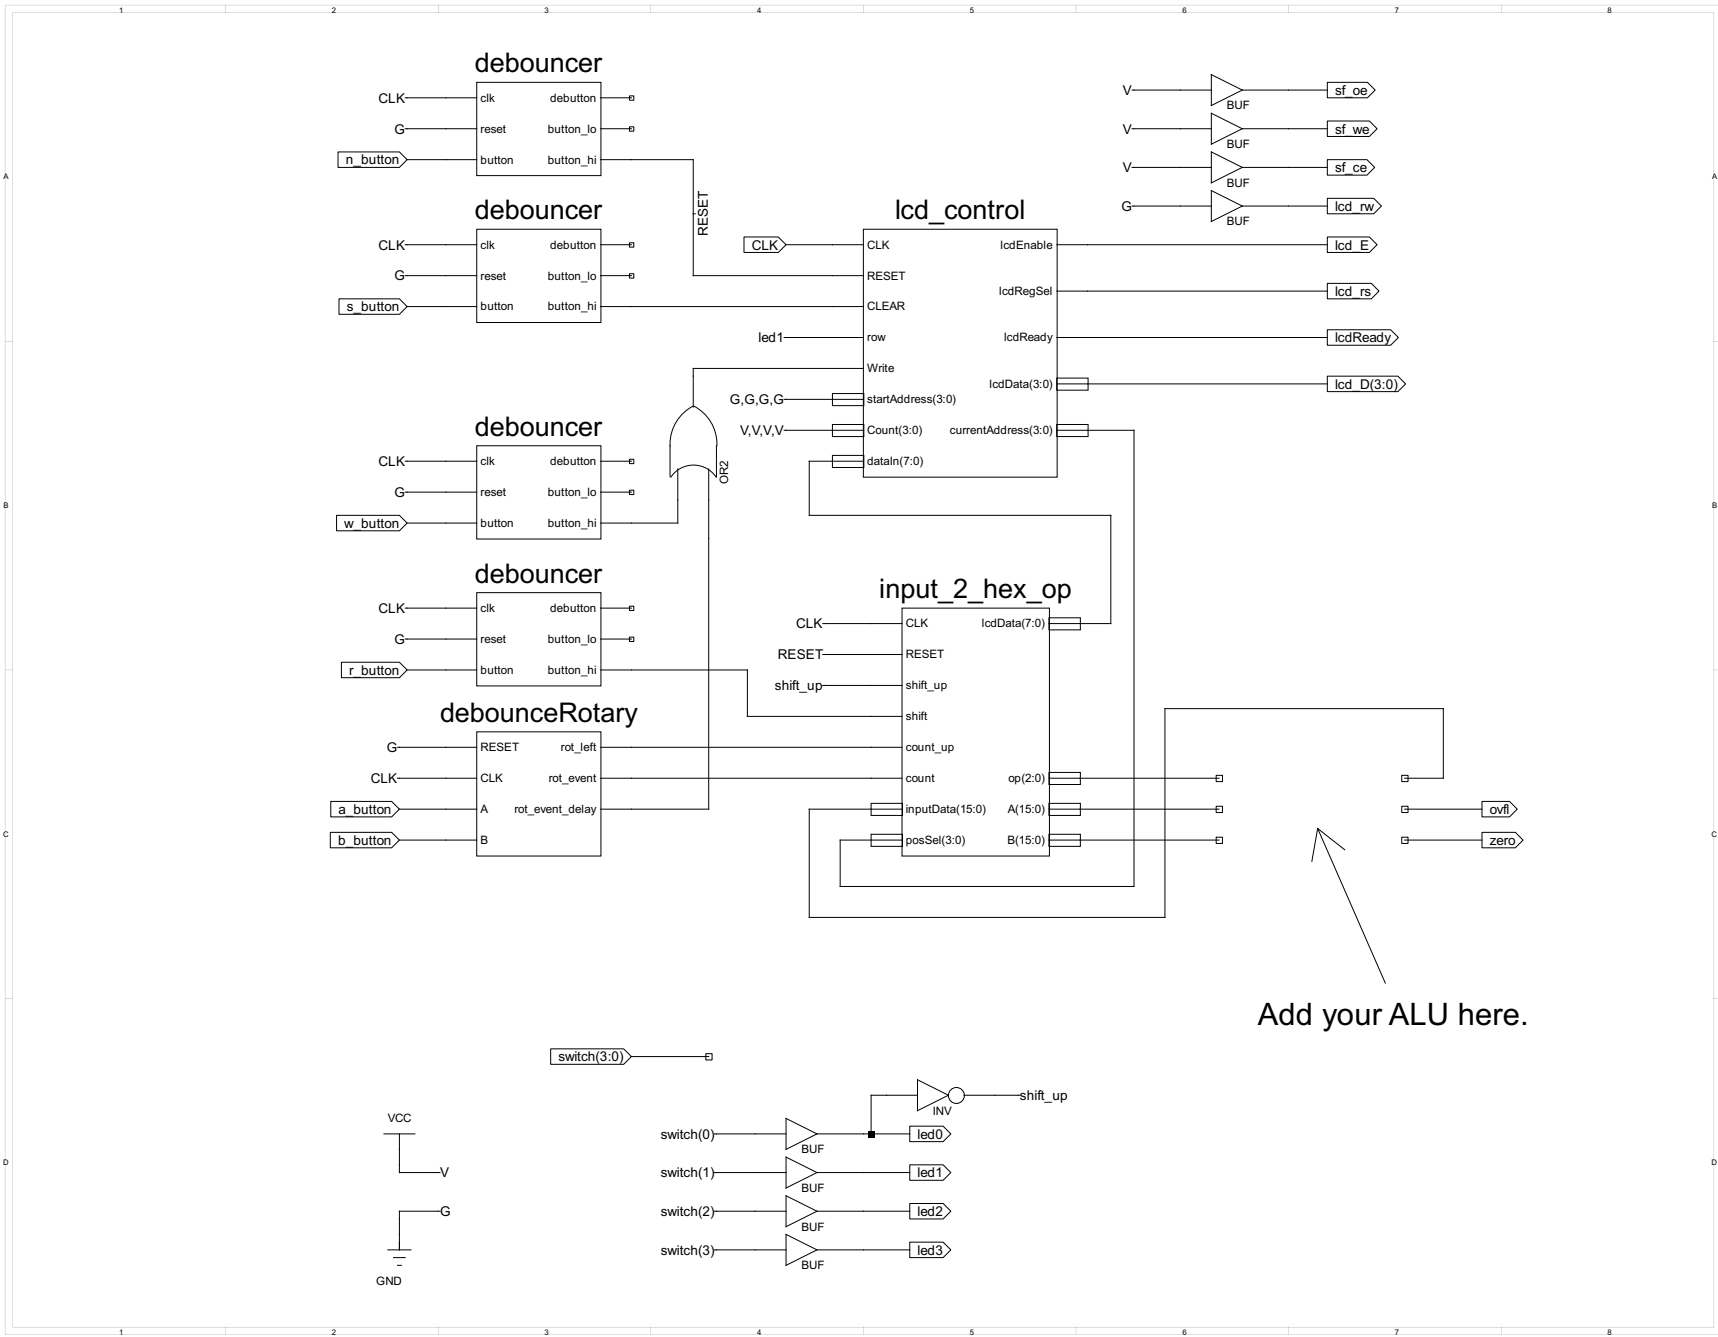 1 2 3 4 5 6 7 8
debouncer
CLK clk debutton
G reset button_lo
n_button button button_hi
RESET
debouncer
CLK clk debutton
G reset button_lo
s_button button button_hi
V BUF sf_oe
V BUF sf_we
V BUF sf_ce
G BUF lcd_rw
A A
lcd_control
CLK CLK lcdEnable lcd_E
RESET lcdRegSel lcd_rs
CLEAR
led1 row lcdReady lcdReady
Write lcdData(3:0) lcd_D(3:0)
G,G,G,G startAddress(3:0)
V,V,V,V Count(3:0) currentAddress(3:0)
dataIn(7:0)
OR2
debouncer
CLK clk debutton
G reset button_lo
w_button button button_hi
B B
debouncer
CLK clk debutton
G reset button_lo
r_button button button_hi
debounceRotary
G RESET rot_left
CLK CLK rot_event
a_button A rot_event_delay
b_button B
input_2_hex_op
CLK CLK lcdData(7:0)
RESET RESET
shift_up shift_up
shift
count_up
count op(2:0)
inputData(15:0) A(15:0) ovfl
posSel(3:0) B(15:0) zero
C C
Add your ALU here.
switch(3:0)
INV shift_up
switch(0) BUF led0
switch(1) BUF led1
switch(2) BUF led2
switch(3) BUF led3
VCC
V
G
GND
D D
1 2 3 4 5 6 7 8